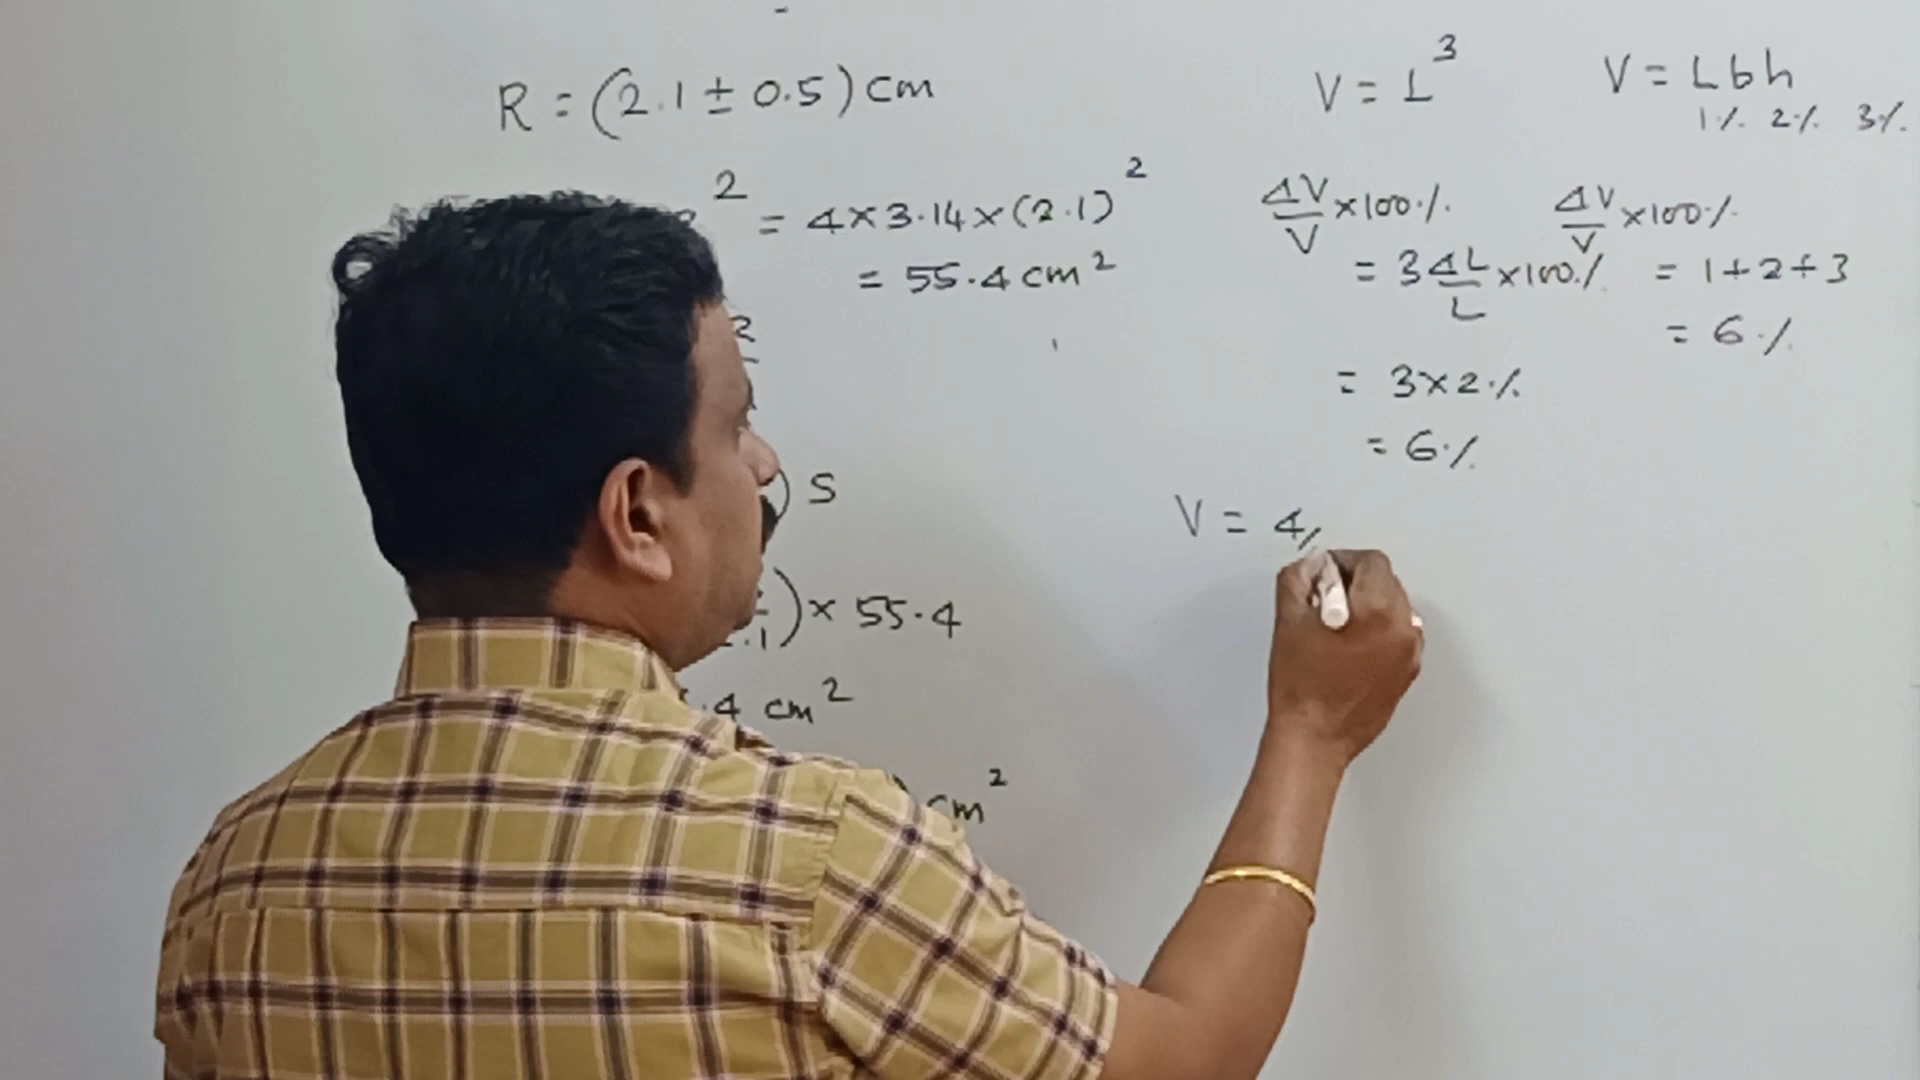 R = (2.1 ± 0.5) cm
2 = 4×3.14×(2.1)²
= 55.4 cm²
) S
.1)× 55.4
.4 cm²
) cm²
V = L³
ΔV/V ×100%
= 3 ΔL/L ×100%
= 3×2%
= 6%
V = Lbh
1% 2% 3%
ΔV/V ×100%
= 1+2+3
= 6%
V = 4/